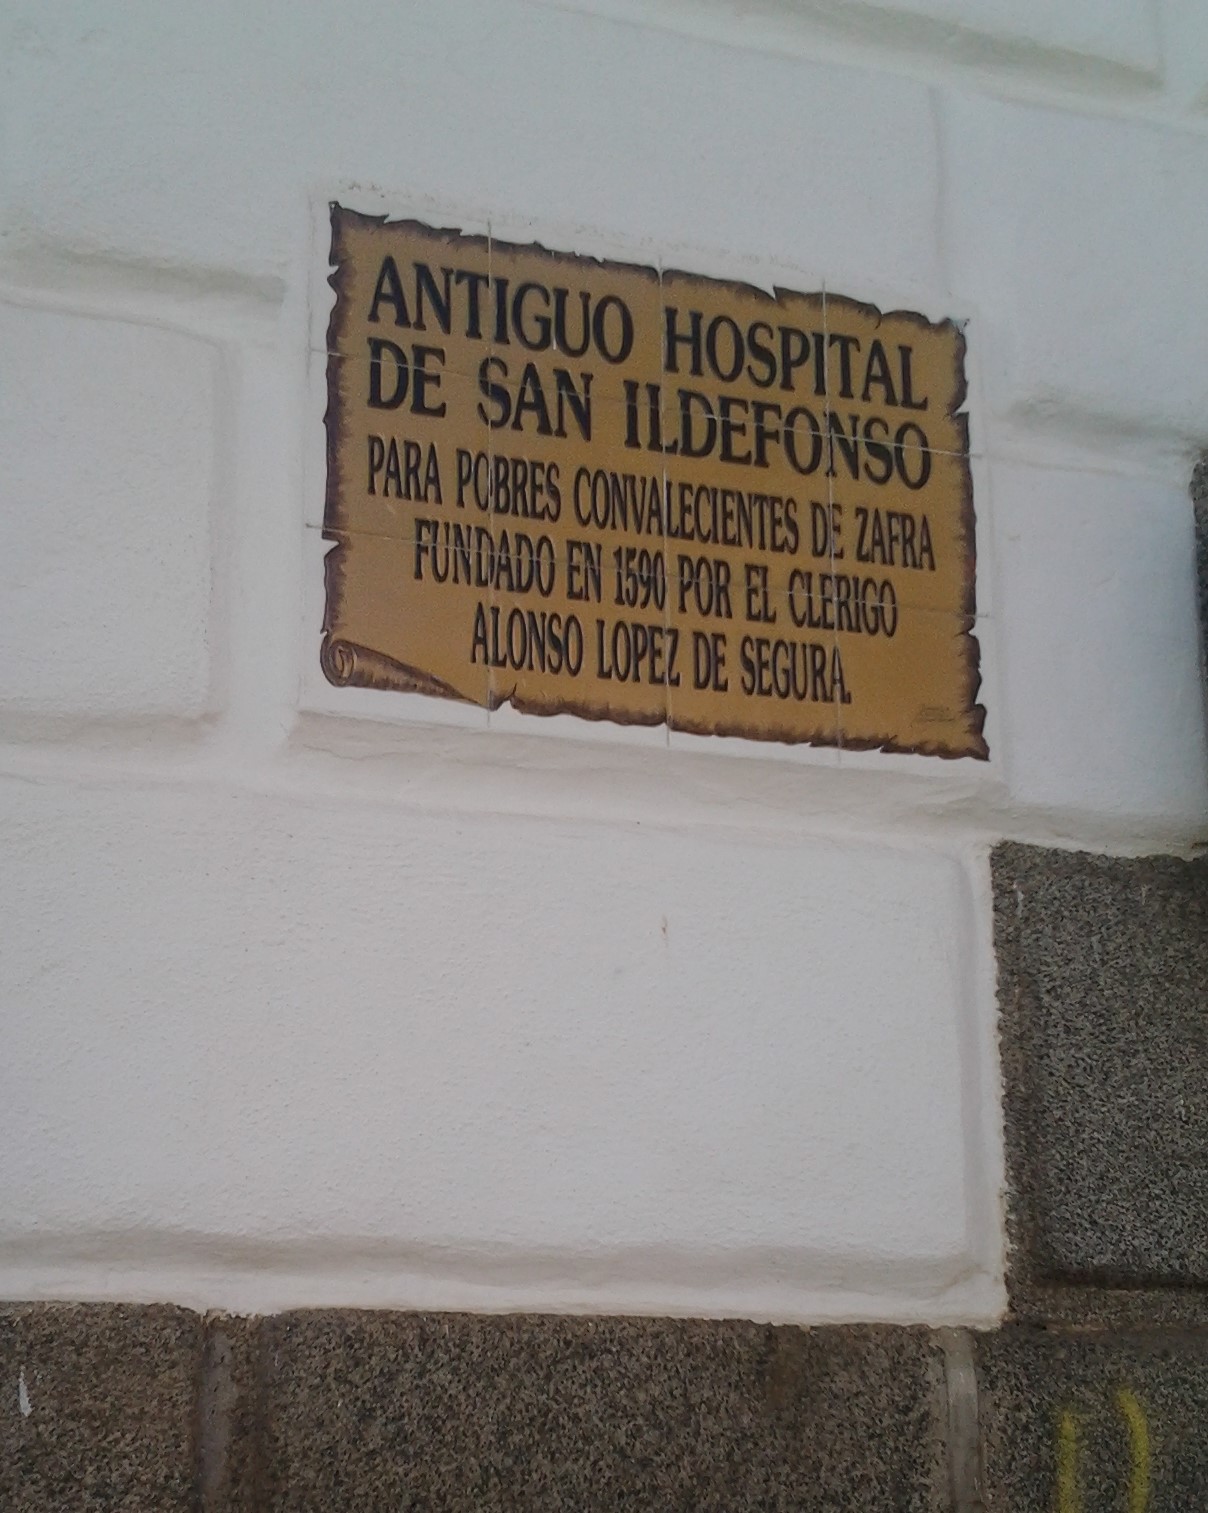 ANTIGUO HOSPITAL
DE SAN ILDEFONSO
PARA POBRES CONVALECIENTES DE ZAFRA
FUNDADO EN 1590 POR EL CLERIGO
ALONSO LOPEZ DE SEGURA